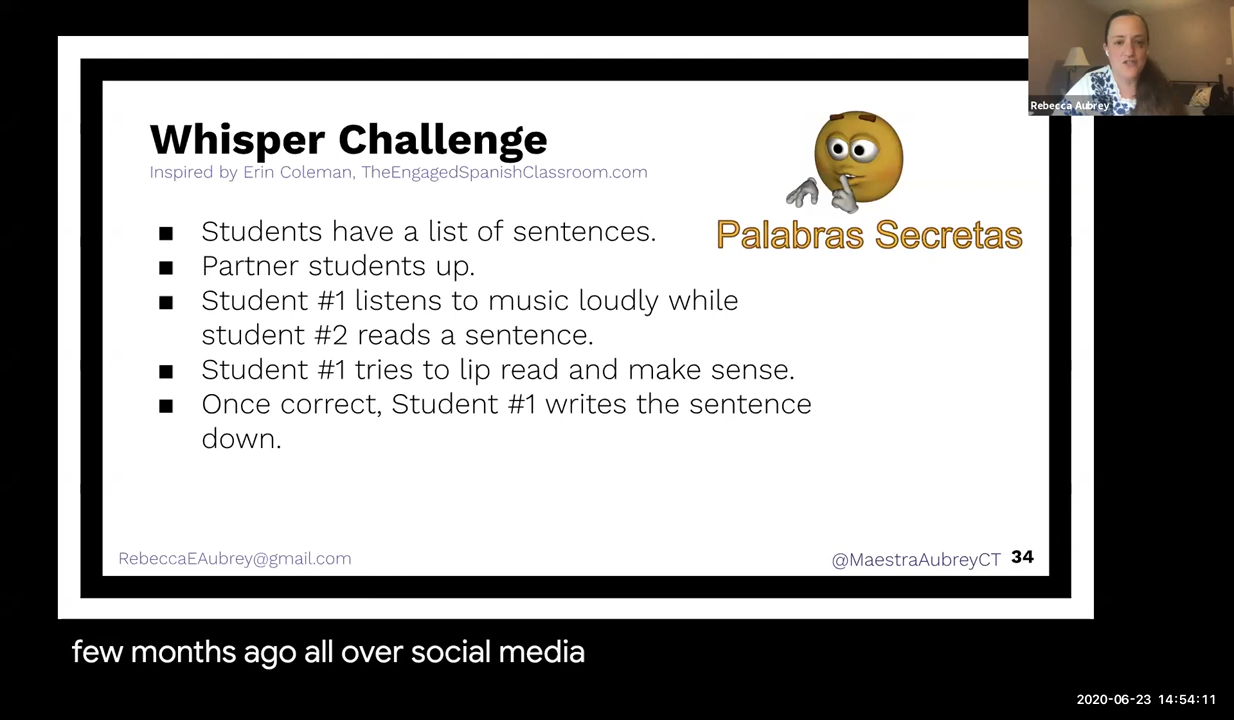 Rebecca Aubrey
Whisper Challenge
Inspired by Erin Coleman, TheEngagedSpanishClassroom.com
Palabras Secretas
■ Students have a list of sentences.
■ Partner students up.
■ Student #1 listens to music loudly while
student #2 reads a sentence.
■ Student #1 tries to lip read and make sense.
■ Once correct, Student #1 writes the sentence
down.
RebeccaEAubrey@gmail.com
@MaestraAubreyCT 34
few months ago all over social media
2020-06-23 14:54:11